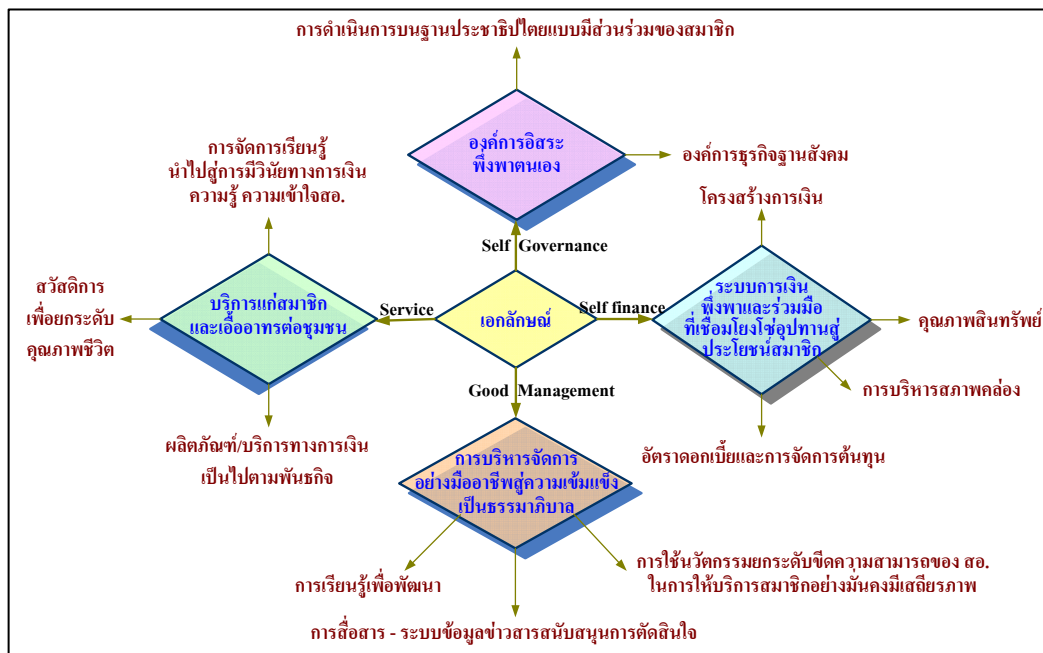 การดำเนินการบนฐานประชาธิปไตยแบบมีส่วนร่วมของสมาชิก
องค์การอิสระ
พึ่งพาตนเอง
องค์การธุรกิจฐานสังคม
การจัดการเรียนรู้
นำไปสู่การมีวินัยทางการเงิน
ความรู้ ความเข้าใจสอ.
โครงสร้างการเงิน
Self Governance
สวัสดิการ
เพื่อยกระดับ
คุณภาพชีวิต
บริการแก่สมาชิก
และเอื้ออาทรต่อชุมชน
Service
เอกลักษณ์
Self finance
ระบบการเงิน
พึ่งพาและร่วมมือ
ที่เชื่อมโยงโซ่อุปทานสู่
ประโยชน์สมาชิก
คุณภาพสินทรัพย์
การบริหารสภาพคล่อง
Good Management
ผลิตภัณฑ์/บริการทางการเงิน
เป็นไปตามพันธกิจ
อัตราดอกเบี้ยและการจัดการต้นทุน
การบริหารจัดการ
อย่างมืออาชีพสู่ความเข้มแข็ง
เป็นธรรมาภิบาล
การเรียนรู้เพื่อพัฒนา
การใช้นวัตกรรมยกระดับขีดความสามารถของ สอ.
ในการให้บริการสมาชิกอย่างมั่นคงมีเสถียรภาพ
การสื่อสาร - ระบบข้อมูลข่าวสารสนับสนุนการตัดสินใจ